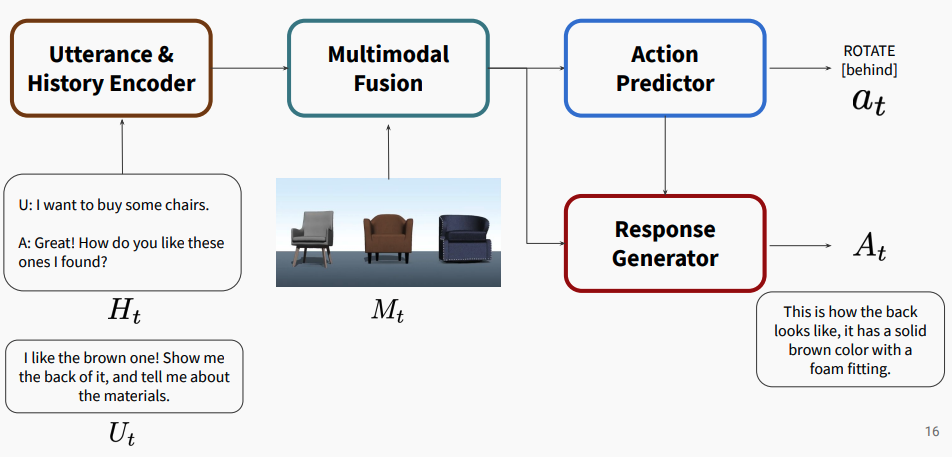 Utterance &
History Encoder
Multimodal
Fusion
Action
Predictor
ROTATE
[behind]
a_t
U: I want to buy some chairs.
A: Great! How do you like these
ones I found?
H_t
M_t
Response
Generator
A_t
This is how the back
looks like, it has a solid
brown color with a
foam fitting.
I like the brown one! Show me
the back of it, and tell me about
the materials.
U_t
16